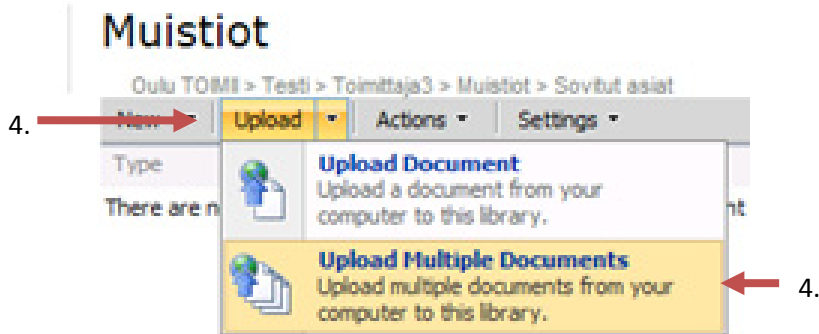 Muistiot
Oulu TOIMII > Testi > Toimittaja3 > Muistiot > Sovitut asiat
4. New Upload Actions Settings
Type
Upload Document
Upload a document from your
There are n
computer to this library.
nt
Upload Multiple Documents
Upload multiple documents from your
computer to this library.
4.